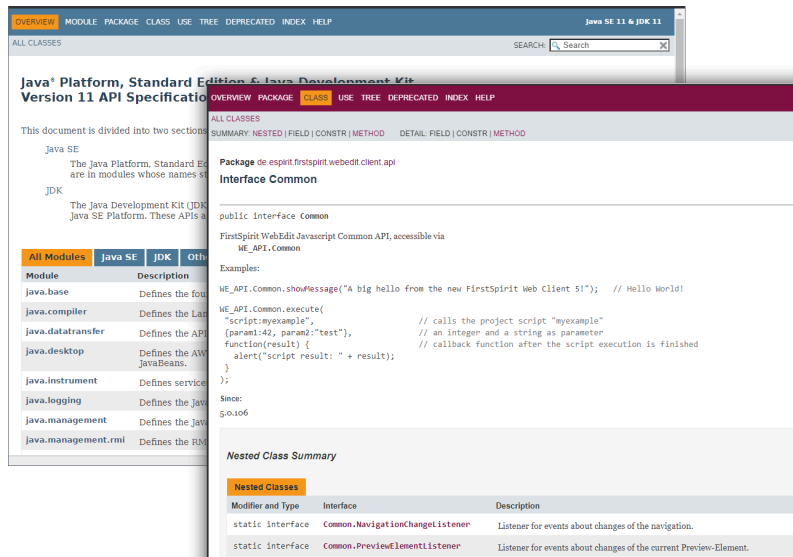 OVERVIEW MODULE PACKAGE CLASS USE TREE DEPRECATED INDEX HELP
Java SE 11 & JDK 11
ALL CLASSES
SEARCH: Search
Java® Platform, Standard Edition & Java Development Kit
Version 11 API
This document is divided into two sections
Java SE
The Java Platform, Standard
are in modules whose names
JDK
The Java Development Kit (JDK
Java SE Platform. These APIs
All Modules Java SE JDK
Module Description
java.base Defines the
java.compiler Defines the
java.datatransfer Defines the API
java.desktop Defines the
JavaBeans.
java.instrument Defines
java.logging Defines the
java.management Defines the
java.management.rmi Defines the RM
OVERVIEW PACKAGE CLASS USE TREE DEPRECATED INDEX HELP
ALL CLASSES
SUMMARY: NESTED | FIELD | CONSTR | METHOD DETAIL: FIELD | CONSTR | METHOD
Package de.espirit.firstspirit.webedit.client.api
Interface Common
public interface Common
FirstSpirit WebEdit Javascript Common API, accessible via
WE_API.Common
Examples:
WE_API.Common.showMessage("A big hello from the new FirstSpirit Web Client 5!"); // Hello World!
WE_API.Common.execute(
"script:myexample", // calls the project script "myexample"
{param1:42, param2:"test"}, // an integer and a string as parameter
function(result) { // callback function after the script execution is finished
alert("script result: " + result);
}
);
Since:
5.0.106
Nested Class Summary
Nested Classes
Modifier and Type Interface Description
static interface Common.NavigationChangeListener Listener for events about changes of the navigation.
static interface Common.PreviewElementListener Listener for events about changes of the current Preview-Element.